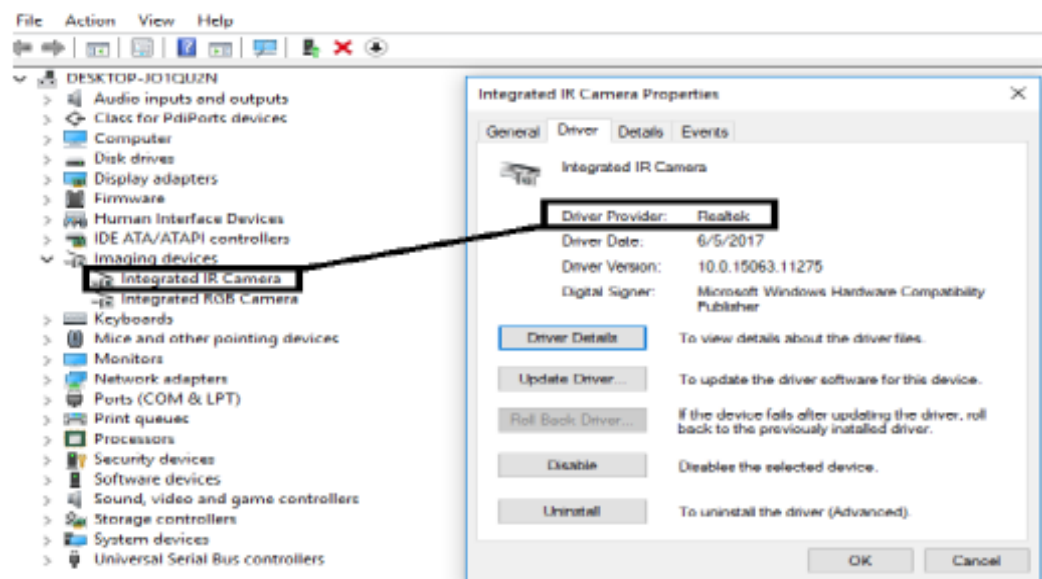 File Action View Help
DESKTOP-JO1QU2N
Audio inputs and outputs
Class for PdiPorts devices
Computer
Disk drives
Display adapters
Firmware
Human Interface Devices
IDE ATA/ATAPI controllers
Imaging devices
Integrated IR Camera
Integrated RGB Camera
Keyboards
Mice and other pointing devices
Monitors
Network adapters
Ports (COM & LPT)
Print queues
Processors
Security devices
Software devices
Sound, video and game controllers
Storage controllers
System devices
Universal Serial Bus controllers
Integrated IR Camera Properties
General Driver Details Events
Integrated IR Camera
Driver Provider: Realtek
Driver Date: 6/5/2017
Driver Version: 10.0.15063.11275
Digital Signer: Microsoft Windows Hardware Compatibility
Publisher
Driver Details To view details about the driver files.
Update Driver... To update the driver software for this device.
Roll Back Driver... If the device fails after updating the driver, roll
back to the previously installed driver.
Disable Disables the selected device.
Uninstall To uninstall the driver (Advanced).
OK Cancel